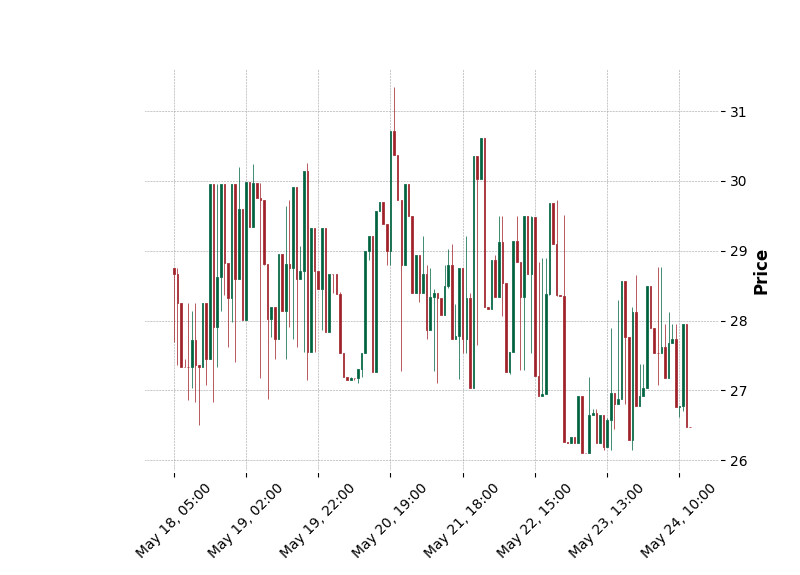 31
30
29
28
27
26
Price
May 18, 05:00
May 19, 02:00
May 19, 22:00
May 20, 19:00
May 21, 18:00
May 22, 15:00
May 23, 13:00
May 24, 10:00